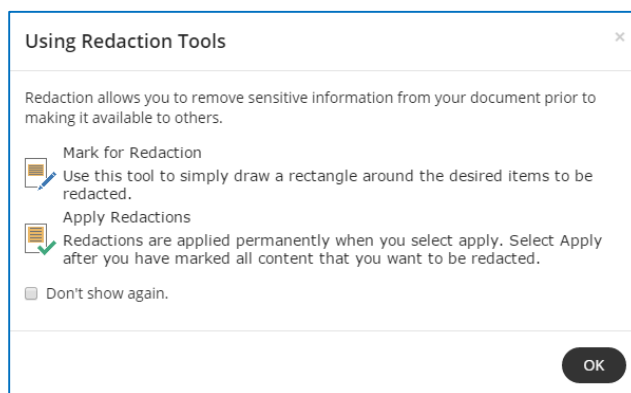 Using Redaction Tools
×
Redaction allows you to remove sensitive information from your document prior to
making it available to others.
Mark for Redaction
Use this tool to simply draw a rectangle around the desired items to be
redacted.
Apply Redactions
Redactions are applied permanently when you select apply. Select Apply
after you have marked all content that you want to be redacted.
Don't show again.
OK